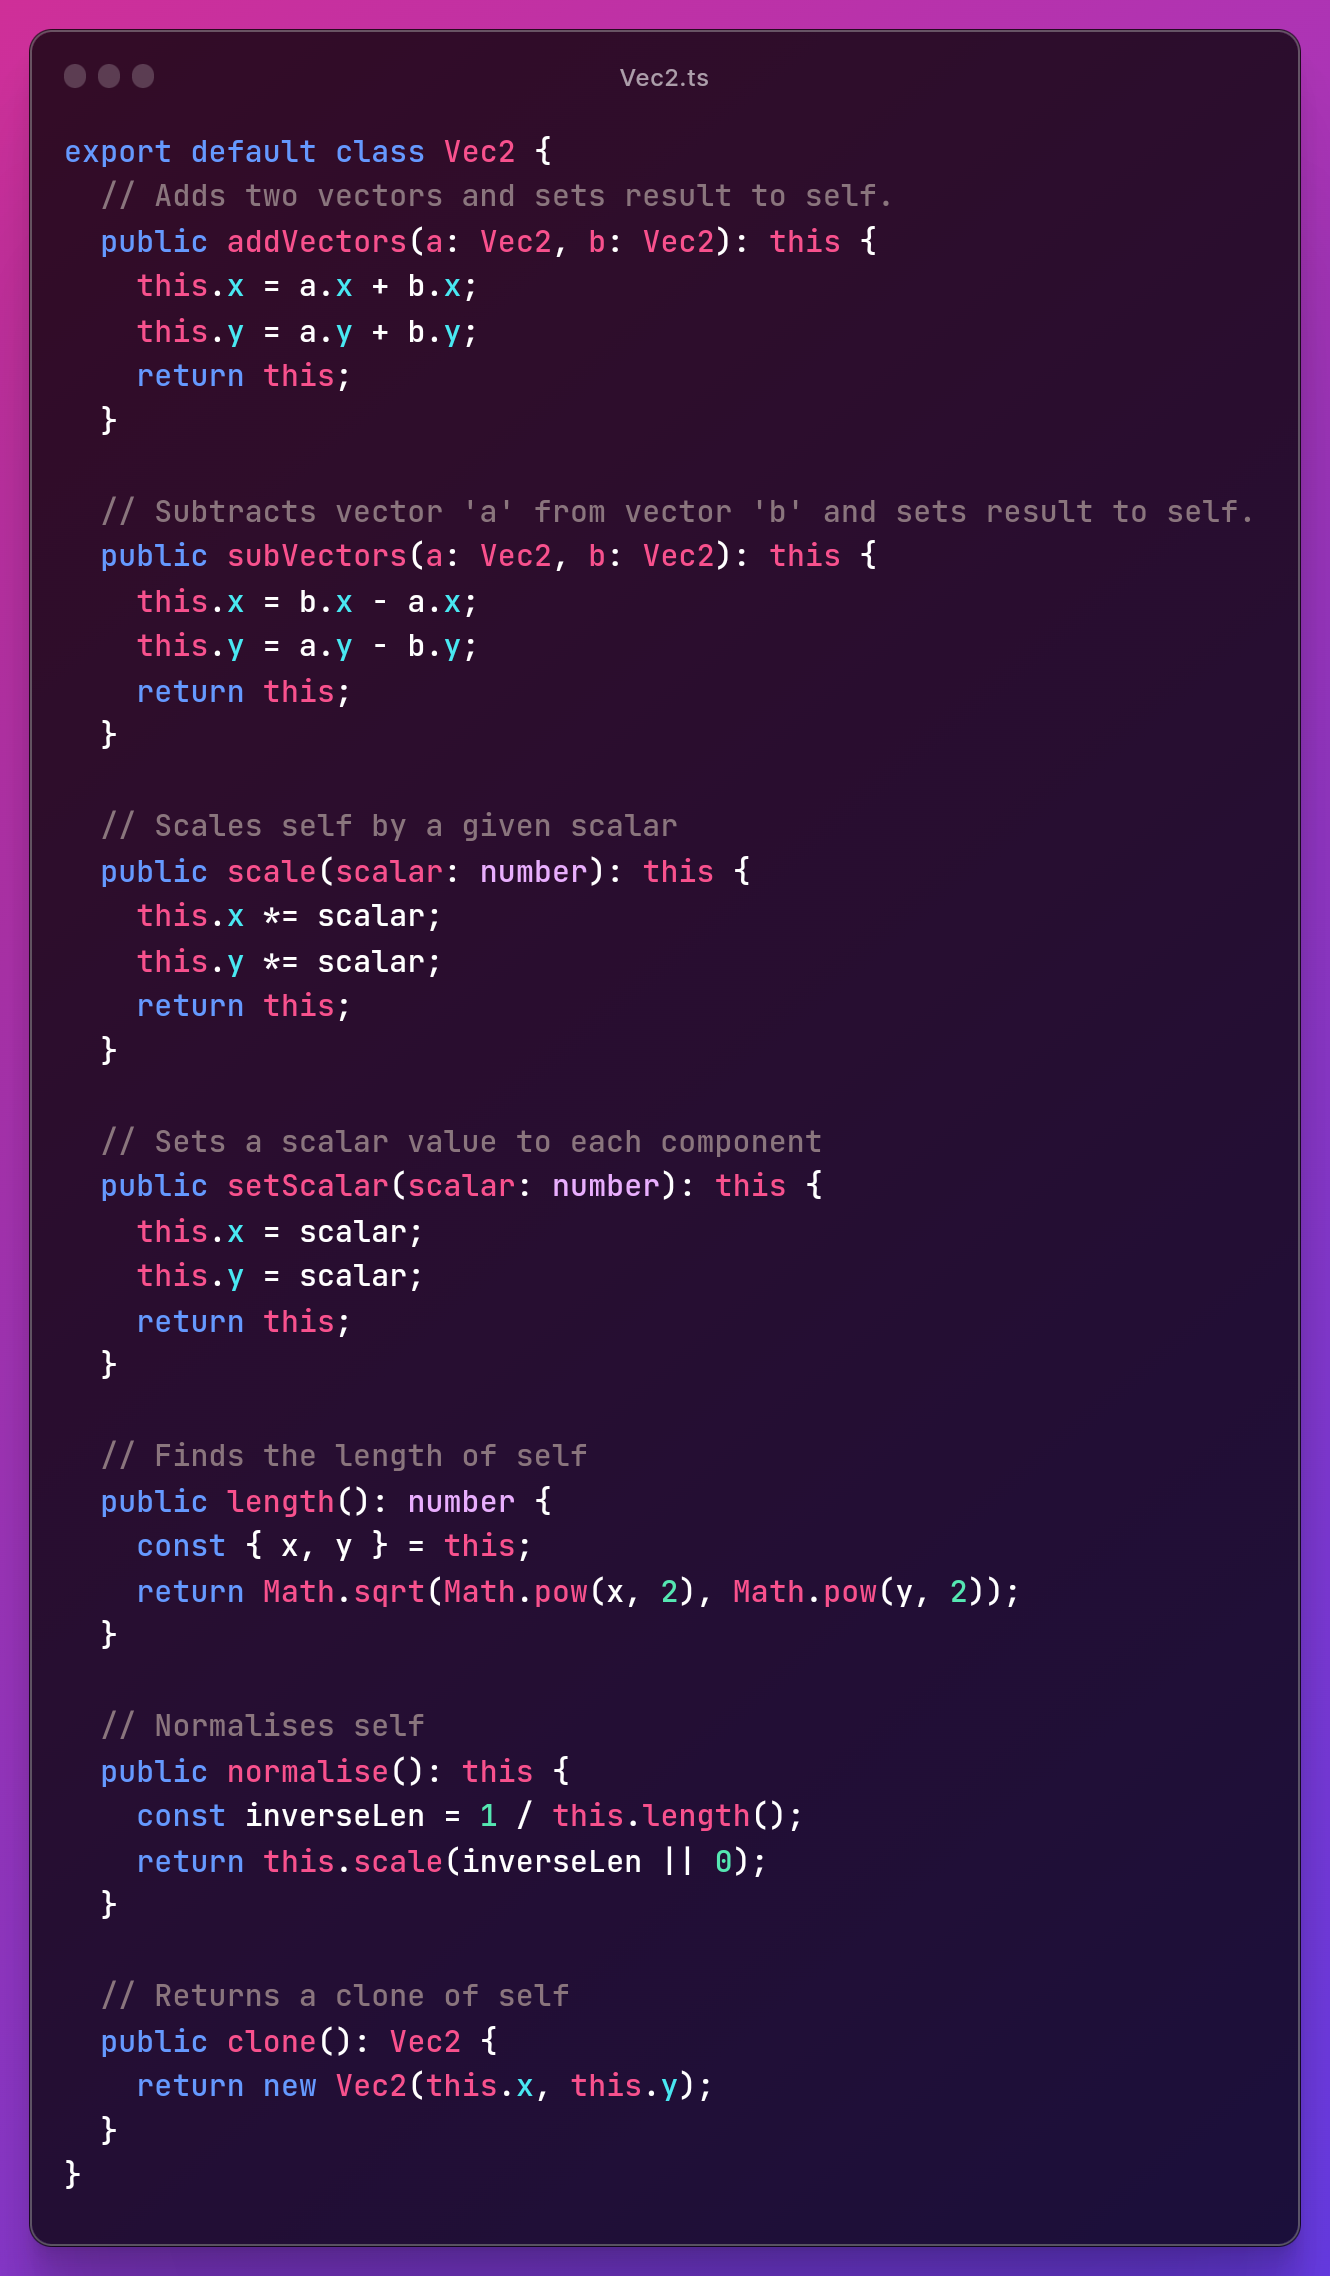 Vec2.ts
export default class Vec2 {
  // Adds two vectors and sets result to self.
  public addVectors(a: Vec2, b: Vec2): this {
    this.x = a.x + b.x;
    this.y = a.y + b.y;
    return this;
  }

  // Subtracts vector 'a' from vector 'b' and sets result to self.
  public subVectors(a: Vec2, b: Vec2): this {
    this.x = b.x - a.x;
    this.y = a.y - b.y;
    return this;
  }

  // Scales self by a given scalar
  public scale(scalar: number): this {
    this.x *= scalar;
    this.y *= scalar;
    return this;
  }

  // Sets a scalar value to each component
  public setScalar(scalar: number): this {
    this.x = scalar;
    this.y = scalar;
    return this;
  }

  // Finds the length of self
  public length(): number {
    const { x, y } = this;
    return Math.sqrt(Math.pow(x, 2), Math.pow(y, 2));
  }

  // Normalises self
  public normalise(): this {
    const inverseLen = 1 / this.length();
    return this.scale(inverseLen || 0);
  }

  // Returns a clone of self
  public clone(): Vec2 {
    return new Vec2(this.x, this.y);
  }
}